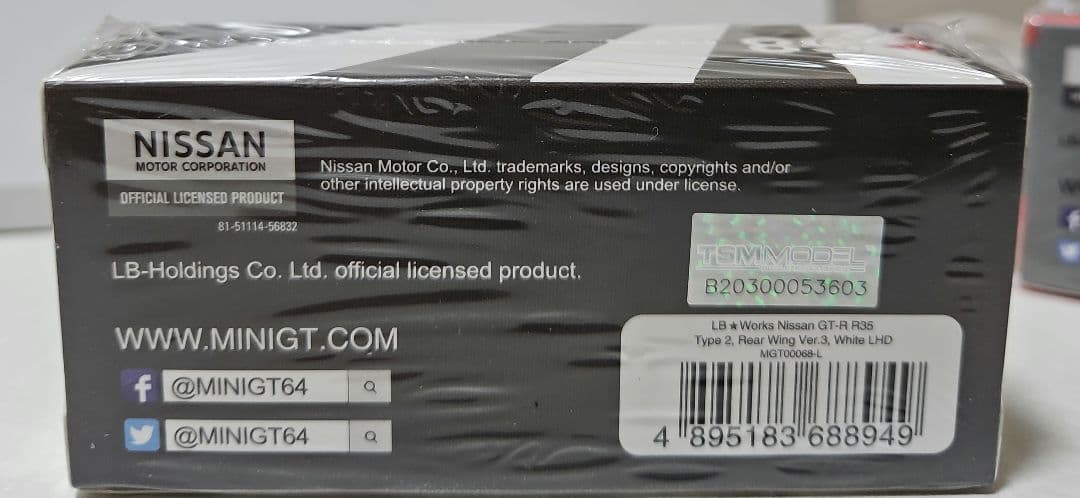 NISSAN
MOTOR CORPORATION
OFFICIAL LICENSED PRODUCT
81-51114-56832
Nissan Motor Co., Ltd. trademarks, designs, copyrights and/or
other intellectual property rights are used under license.
LB-Holdings Co. Ltd. official licensed product.
TSMMODEL
B20300053603
WWW.MINIGT.COM
f @MINIGT64
@MINIGT64
LB★Works Nissan GT-R R35
Type 2, Rear Wing Ver.3, White LHD
MGT00068-L
4 895183 688949